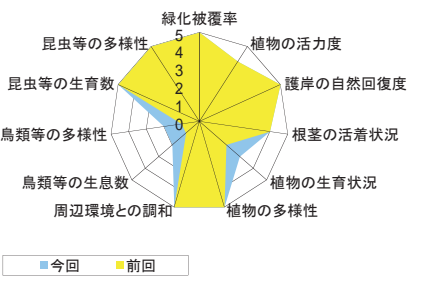 緑化被覆率
植物の活力度
護岸の自然回復度
根茎の活着状況
植物の生育状況
植物の多様性
周辺環境との調和
鳥類等の生息数
鳥類等の多様性
昆虫等の生育数
昆虫等の多様性
5
4
3
2
1
0
今回 前回